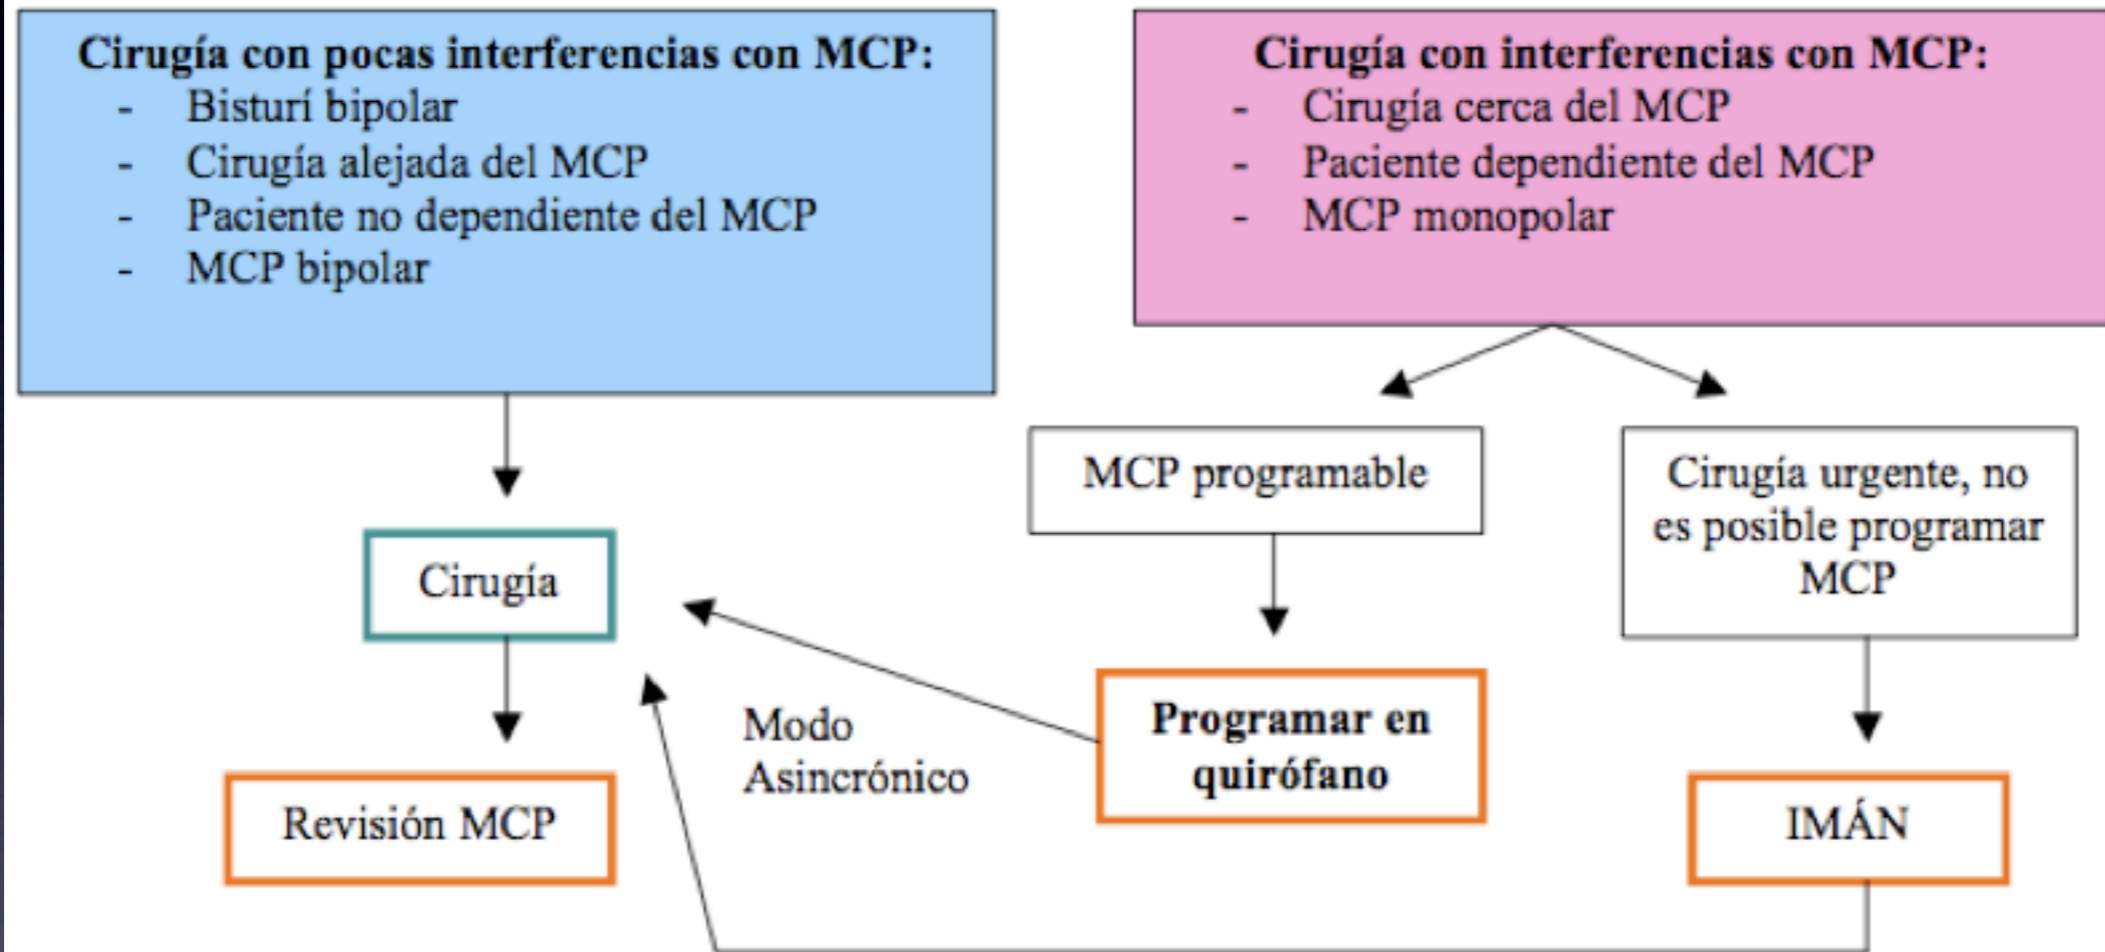 Cirugía con pocas interferencias con MCP:
- Bisturí bipolar
- Cirugía alejada del MCP
- Paciente no dependiente del MCP
- MCP bipolar
Cirugía con interferencias con MCP:
- Cirugía cerca del MCP
- Paciente dependiente del MCP
- MCP monopolar
MCP programable
Cirugía urgente, no
es posible programar
MCP
Cirugía
Modo
Asincrónico
Programar en
quirófano
Revisión MCP
IMÁN